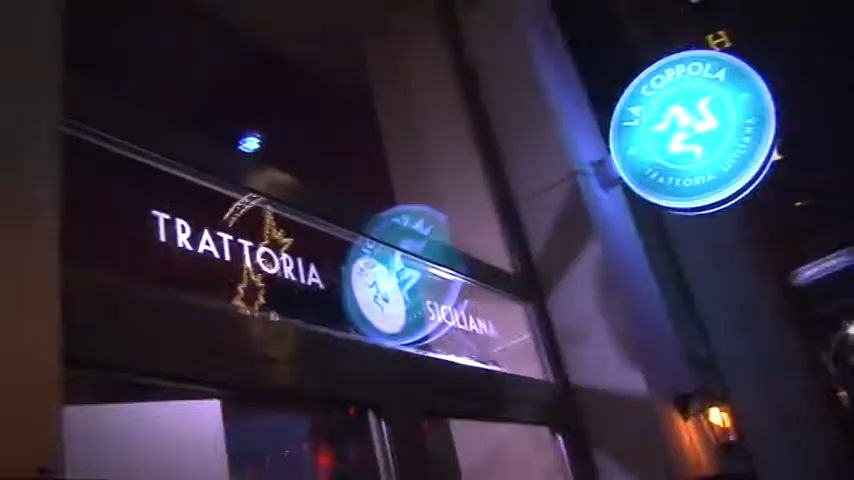 H
LA COPPOLA
TRATTORIA SICILIANA
TRATTORIA
SICILIANA